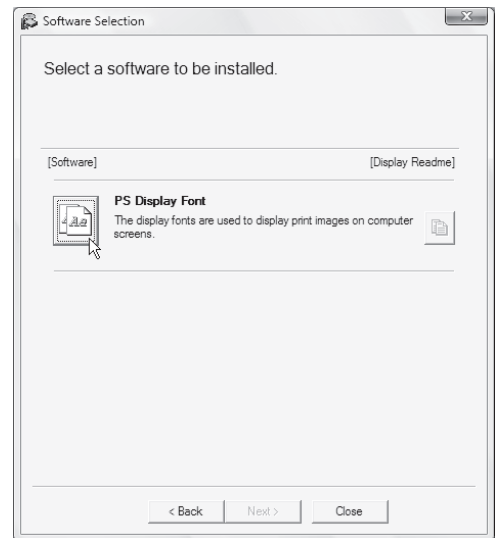 Software Selection
Select a software to be installed.
[Software] [Display Readme]
PS Display Font
The display fonts are used to display print images on computer
screens.
< Back Next > Close